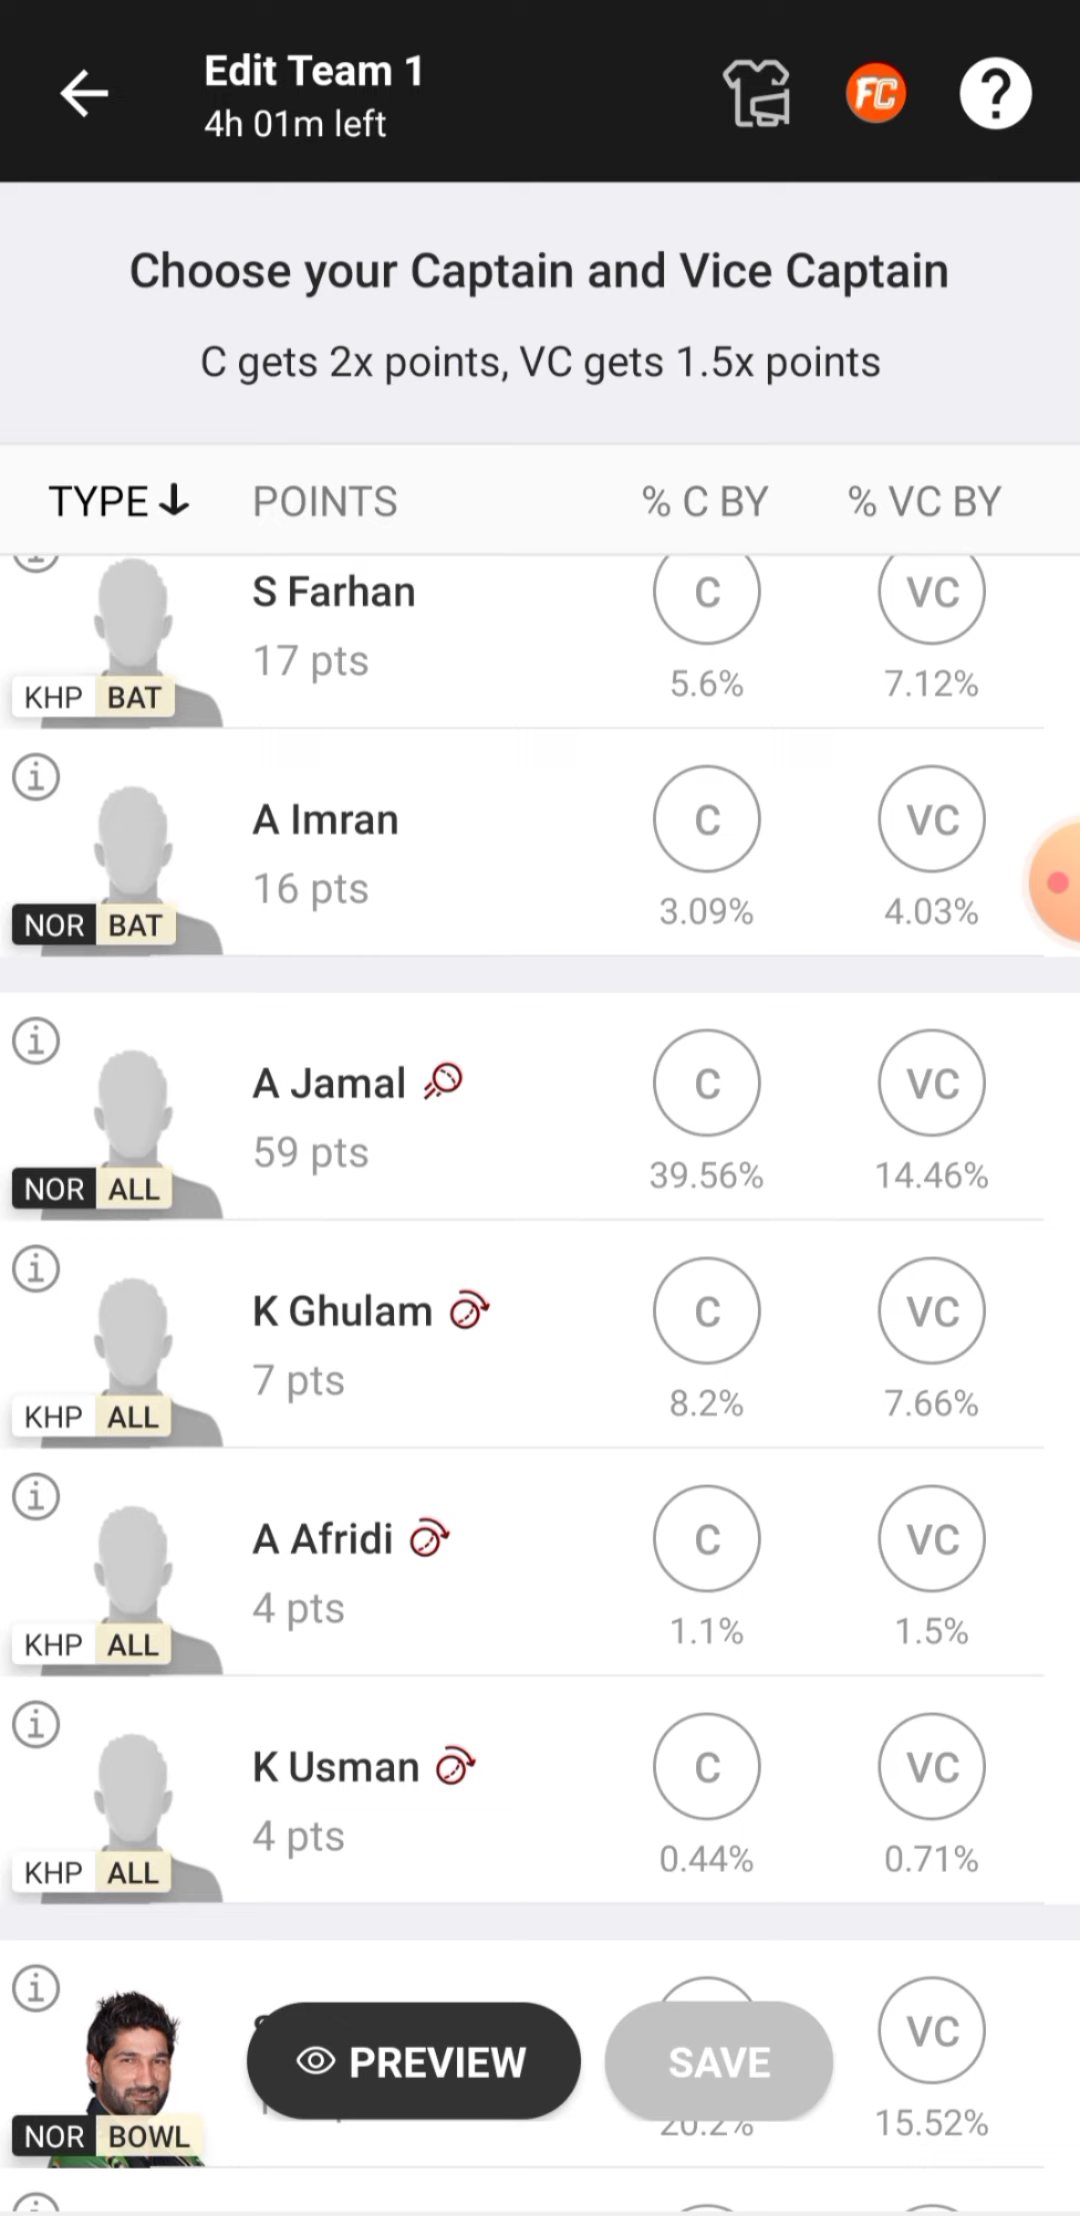 Edit Team 1
4h 01m left
FC
?
Choose your Captain and Vice Captain
C gets 2x points, VC gets 1.5x points
TYPE POINTS % C BY % VC BY
S Farhan C VC
17 pts
5.6% 7.12%
KHP BAT
A Imran C VC
16 pts
3.09% 4.03%
NOR BAT
A Jamal C VC
59 pts
39.56% 14.46%
NOR ALL
K Ghulam C VC
7 pts
8.2% 7.66%
KHP ALL
A Afridi C VC
4 pts
1.1% 1.5%
KHP ALL
K Usman C VC
4 pts
0.44% 0.71%
KHP ALL
VC
PREVIEW SAVE
20.2% 15.52%
NOR BOWL